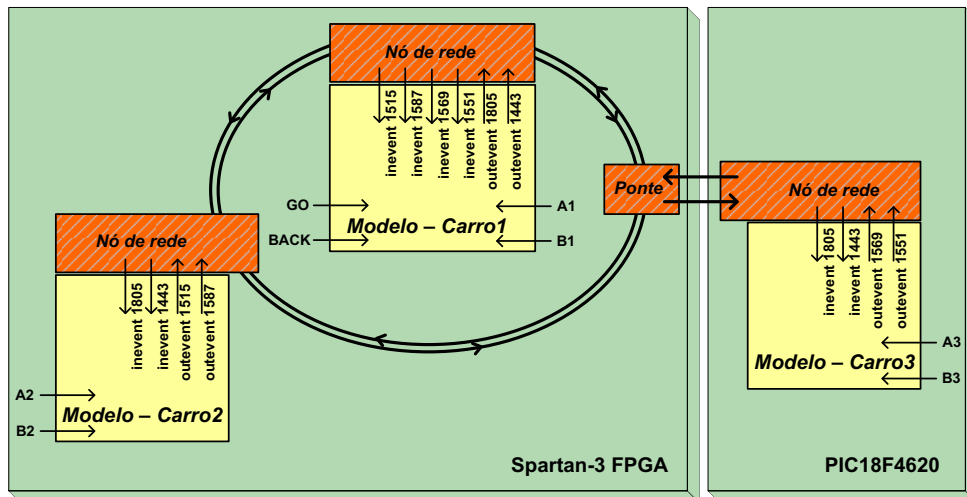 Nó de rede
inevent 1515
inevent 1587
inevent 1569
inevent 1551
outevent 1805
outevent 1443
GO
BACK
A1
B1
Modelo – Carro1
Ponte
Nó de rede
inevent 1805
inevent 1443
outevent 1569
outevent 1551
A3
B3
Modelo – Carro3
Nó de rede
inevent 1805
inevent 1443
outevent 1515
outevent 1587
A2
B2
Modelo – Carro2
Spartan-3 FPGA
PIC18F4620